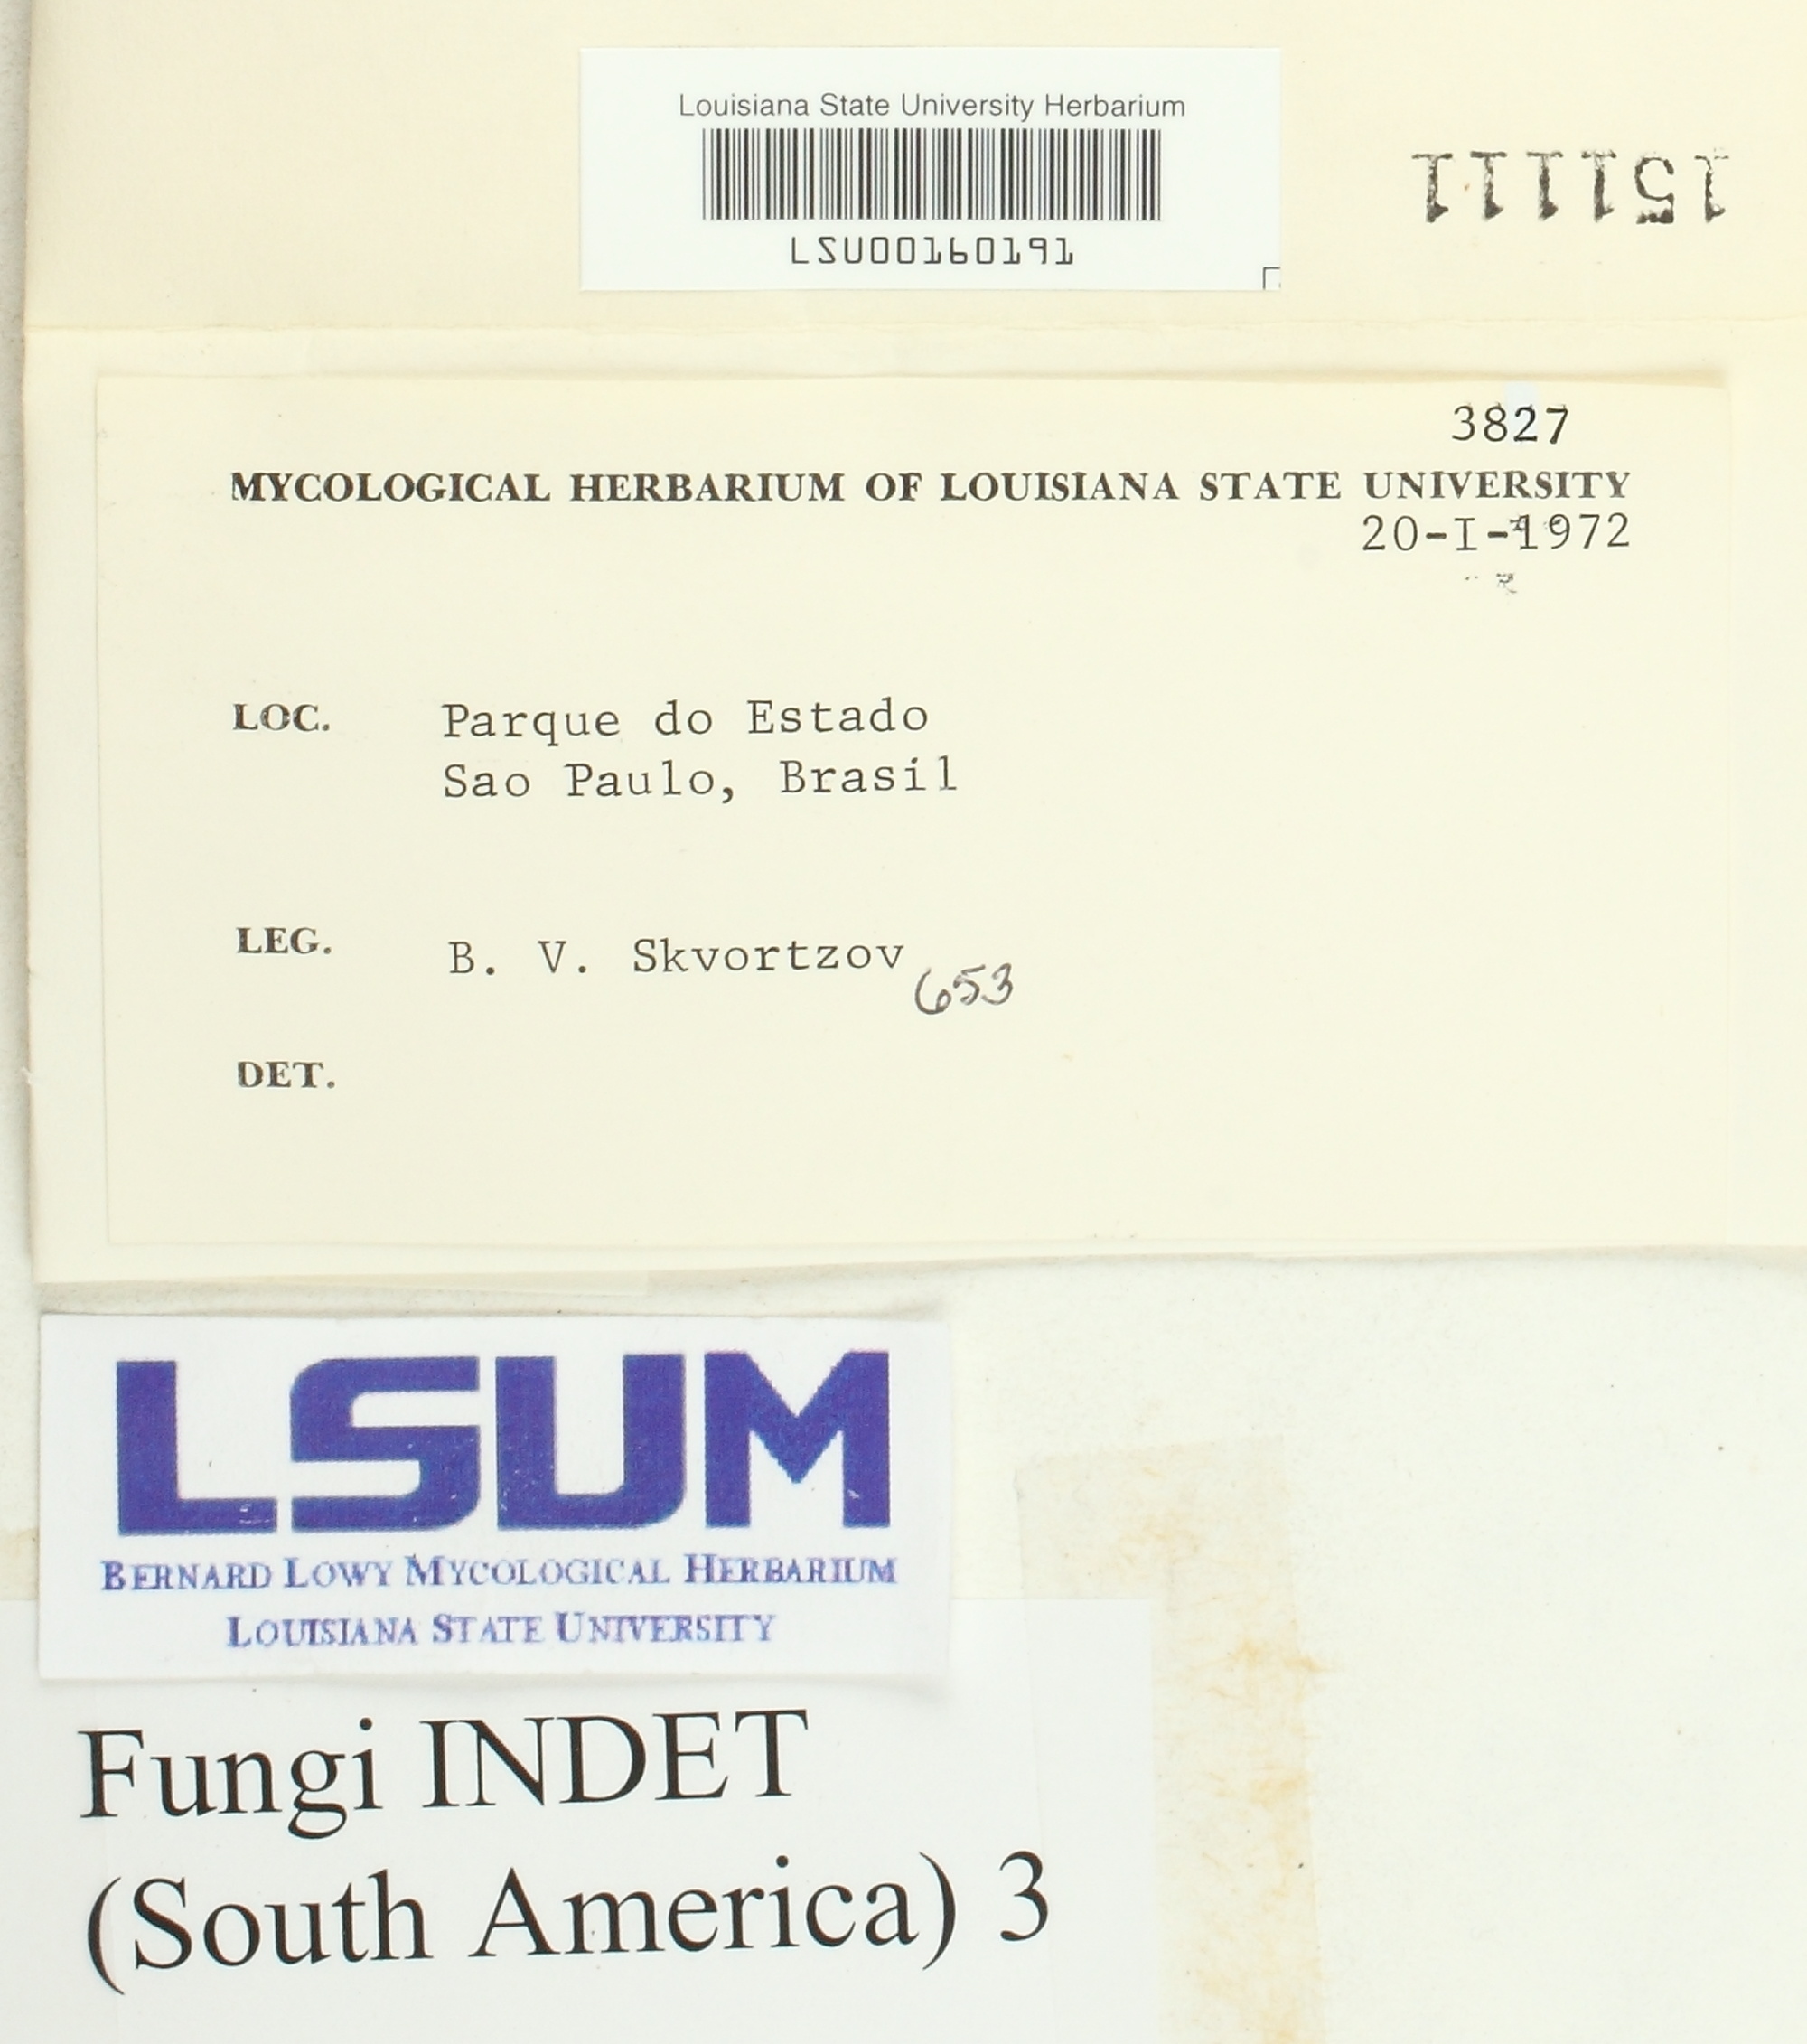 Louisiana State University Herbarium
LSU00160191
151111
3827
MYCOLOGICAL HERBARIUM OF LOUISIANA STATE UNIVERSITY
20-I-1972
LOC. Parque do Estado
Sao Paulo, Brasil
LEG. B. V. Skvortzov 653
DET.
LSUM
BERNARD LOWY MYCOLOGICAL HERBARIUM
LOUISIANA STATE UNIVERSITY
Fungi INDET
(South America) 3